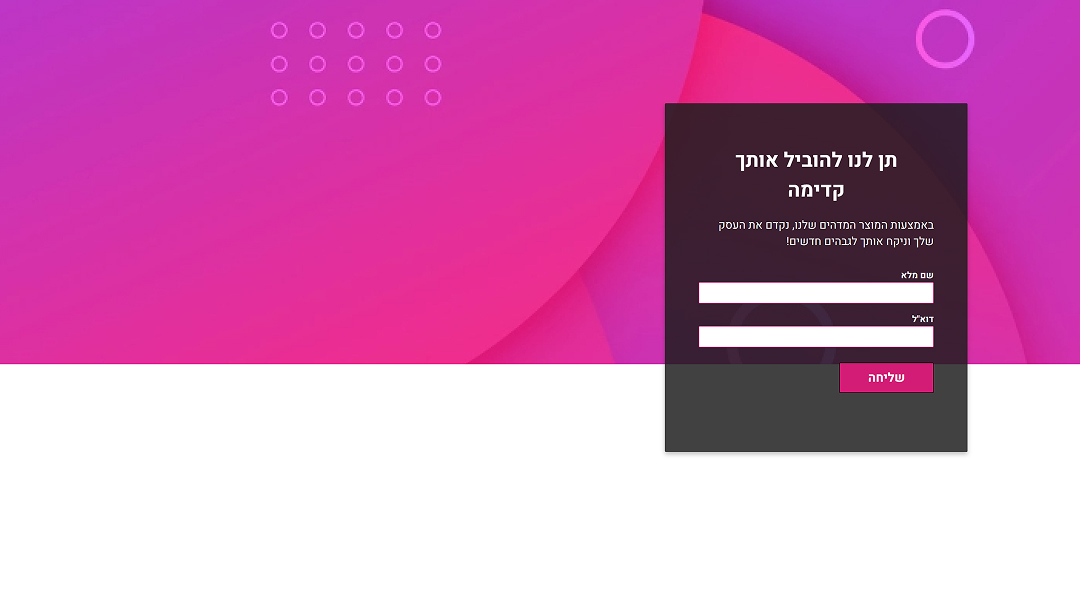 תן לנו להוביל אותך
קדימה
באמצעות המוצר המדהים שלנו, נקדם את העסק
שלך וניקח אותך לגבהים חדשים!
שם מלא
דוא"ל
שליחה